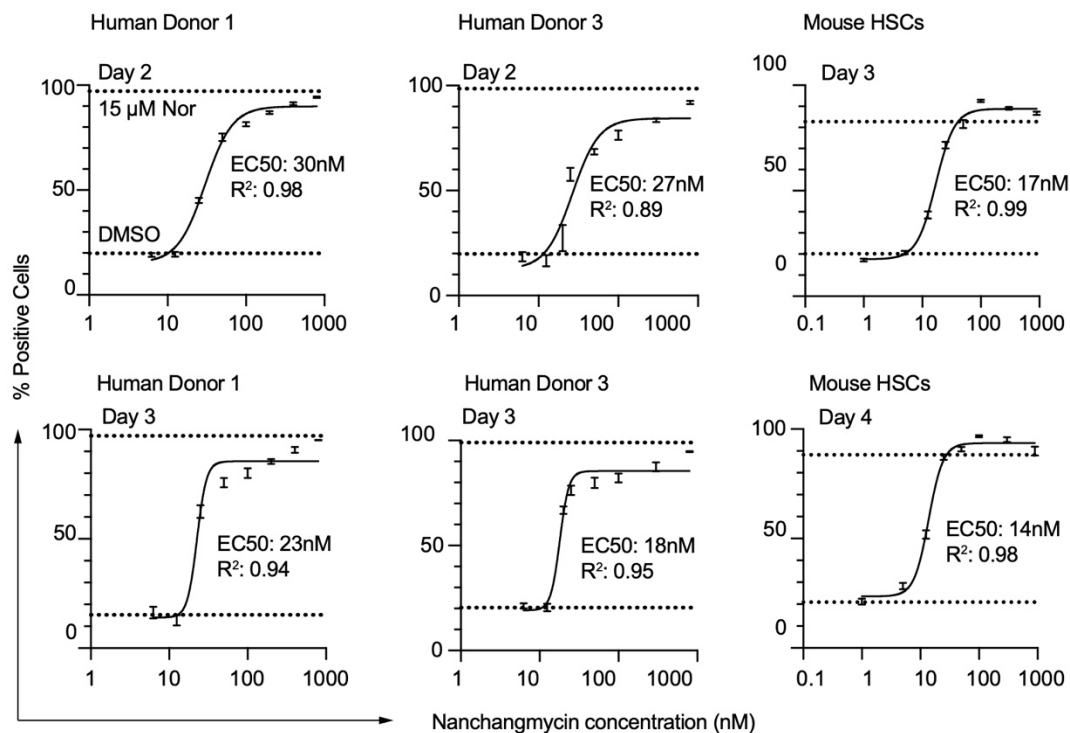 Human Donor 1
Human Donor 3
Mouse HSCs
Day 2
15 µM Nor
DMSO
EC50: 30nM
R²: 0.98
100
50
0
1 10 100 1000
Day 2
EC50: 27nM
R²: 0.89
100
50
0
1 10 100 1000
Day 3
EC50: 17nM
R²: 0.99
100
50
0
0.1 1 10 100 1000
% Positive Cells
Human Donor 1
Human Donor 3
Mouse HSCs
Day 3
EC50: 23nM
R²: 0.94
100
50
0
1 10 100 1000
Day 3
EC50: 18nM
R²: 0.95
100
50
0
1 10 100 1000
Day 4
EC50: 14nM
R²: 0.98
100
50
0
0.1 1 10 100 1000
Nanchangmycin concentration (nM)